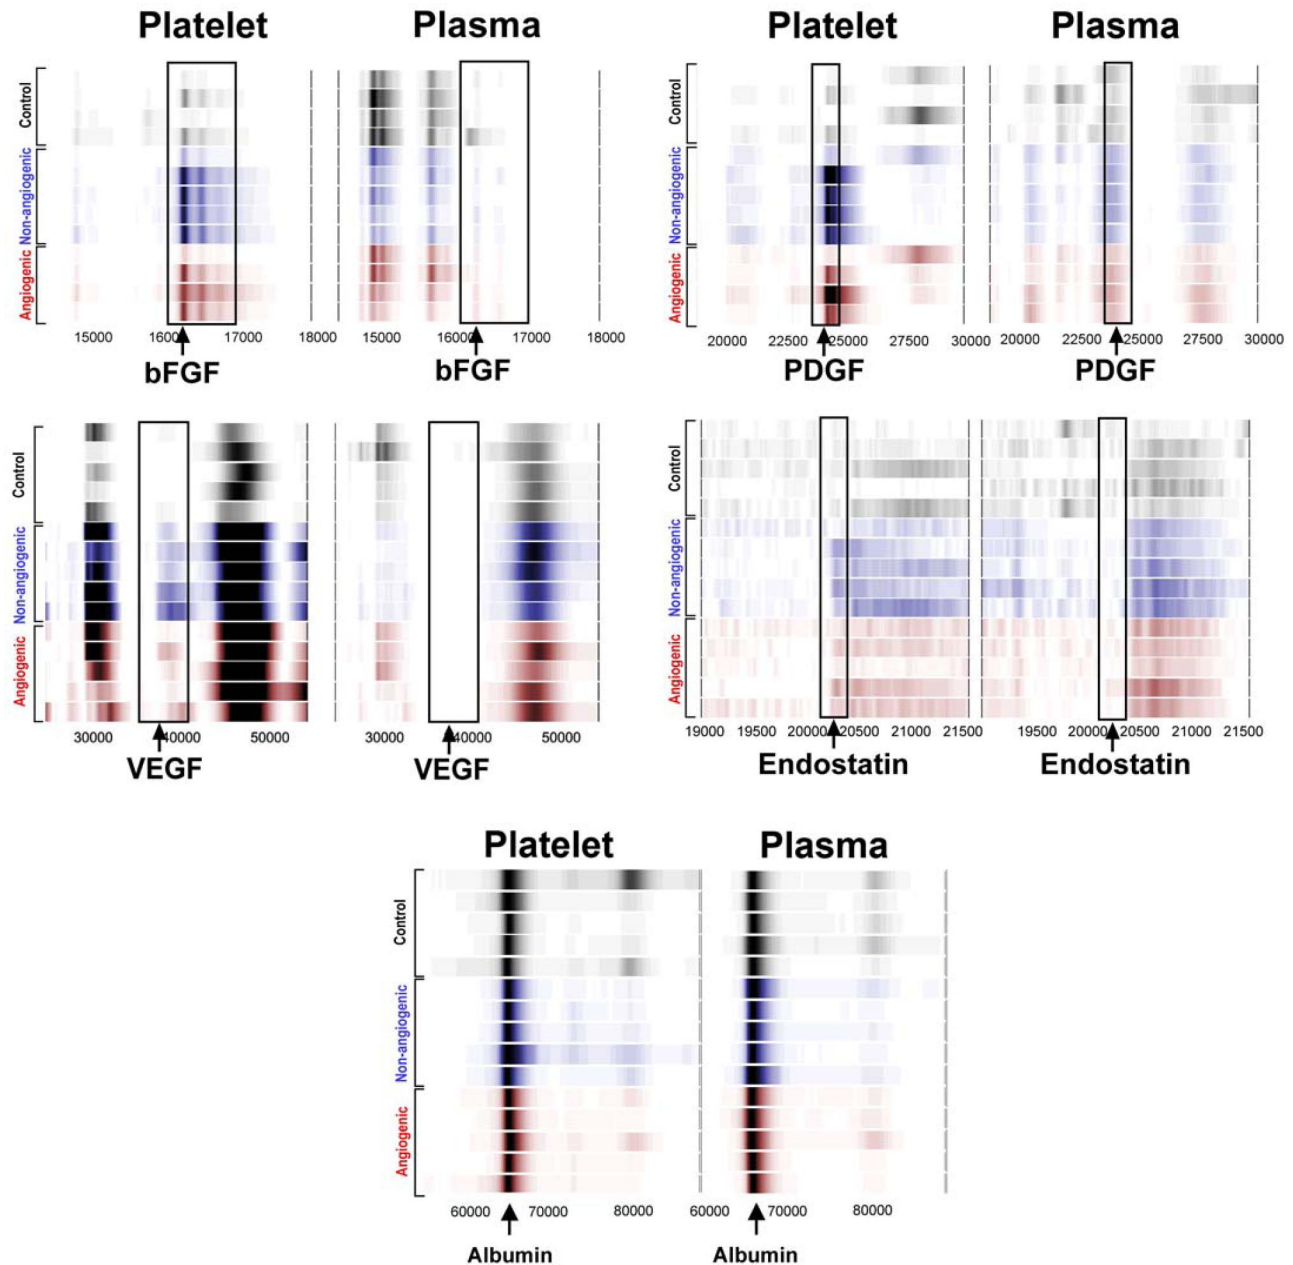 Platelet Plasma Platelet Plasma
Control
Non-angiogenic
Angiogenic
15000 16000 17000 18000 15000 16000 17000 18000
bFGF bFGF
Control
Non-angiogenic
Angiogenic
20000 22500 25000 27500 30000 20000 22500 25000 27500 30000
PDGF PDGF
Control
Non-angiogenic
Angiogenic
30000 40000 50000 30000 40000 50000
VEGF VEGF
Control
Non-angiogenic
Angiogenic
19000 19500 20000 20500 21000 21500 19500 20000 20500 21000 21500
Endostatin Endostatin
Platelet Plasma
Control
Non-angiogenic
Angiogenic
60000 70000 80000 60000 70000 80000
Albumin Albumin